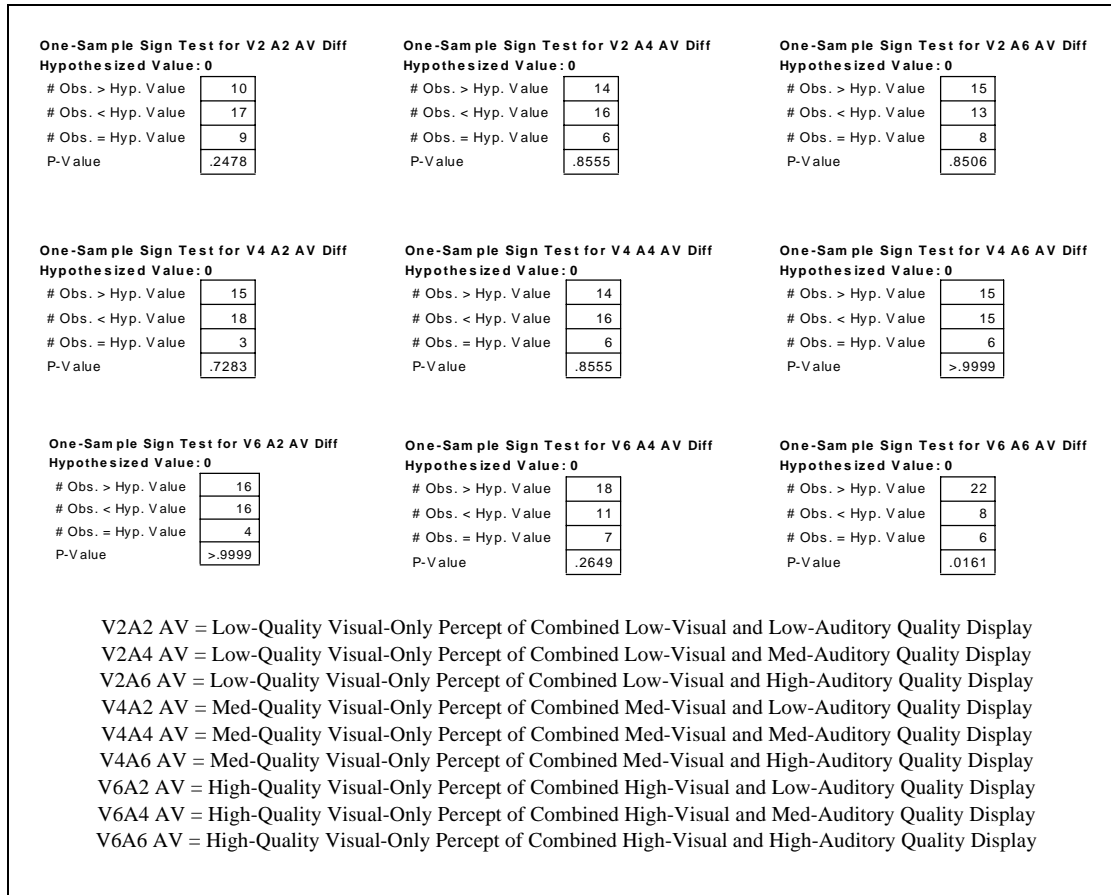 One-Sample Sign Test for V2 A2 AV Diff
Hypothesized Value: 0
# Obs. > Hyp. Value 10
# Obs. < Hyp. Value 17
# Obs. = Hyp. Value 9
P-Value .2478
One-Sample Sign Test for V2 A4 AV Diff
Hypothesized Value: 0
# Obs. > Hyp. Value 14
# Obs. < Hyp. Value 16
# Obs. = Hyp. Value 6
P-Value .8555
One-Sample Sign Test for V2 A6 AV Diff
Hypothesized Value: 0
# Obs. > Hyp. Value 15
# Obs. < Hyp. Value 13
# Obs. = Hyp. Value 8
P-Value .8506
One-Sample Sign Test for V4 A2 AV Diff
Hypothesized Value: 0
# Obs. > Hyp. Value 15
# Obs. < Hyp. Value 18
# Obs. = Hyp. Value 3
P-Value .7283
One-Sample Sign Test for V4 A4 AV Diff
Hypothesized Value: 0
# Obs. > Hyp. Value 14
# Obs. < Hyp. Value 16
# Obs. = Hyp. Value 6
P-Value .8555
One-Sample Sign Test for V4 A6 AV Diff
Hypothesized Value: 0
# Obs. > Hyp. Value 15
# Obs. < Hyp. Value 15
# Obs. = Hyp. Value 6
P-Value >.9999
One-Sample Sign Test for V6 A2 AV Diff
Hypothesized Value: 0
# Obs. > Hyp. Value 16
# Obs. < Hyp. Value 16
# Obs. = Hyp. Value 4
P-Value >.9999
One-Sample Sign Test for V6 A4 AV Diff
Hypothesized Value: 0
# Obs. > Hyp. Value 18
# Obs. < Hyp. Value 11
# Obs. = Hyp. Value 7
P-Value .2649
One-Sample Sign Test for V6 A6 AV Diff
Hypothesized Value: 0
# Obs. > Hyp. Value 22
# Obs. < Hyp. Value 8
# Obs. = Hyp. Value 6
P-Value .0161
V2A2 AV = Low-Quality Visual-Only Percept of Combined Low-Visual and Low-Auditory Quality Display
V2A4 AV = Low-Quality Visual-Only Percept of Combined Low-Visual and Med-Auditory Quality Display
V2A6 AV = Low-Quality Visual-Only Percept of Combined Low-Visual and High-Auditory Quality Display
V4A2 AV = Med-Quality Visual-Only Percept of Combined Med-Visual and Low-Auditory Quality Display
V4A4 AV = Med-Quality Visual-Only Percept of Combined Med-Visual and Med-Auditory Quality Display
V4A6 AV = Med-Quality Visual-Only Percept of Combined Med-Visual and High-Auditory Quality Display
V6A2 AV = High-Quality Visual-Only Percept of Combined High-Visual and Low-Auditory Quality Display
V6A4 AV = High-Quality Visual-Only Percept of Combined High-Visual and Med-Auditory Quality Display
V6A6 AV = High-Quality Visual-Only Percept of Combined High-Visual and High-Auditory Quality Display